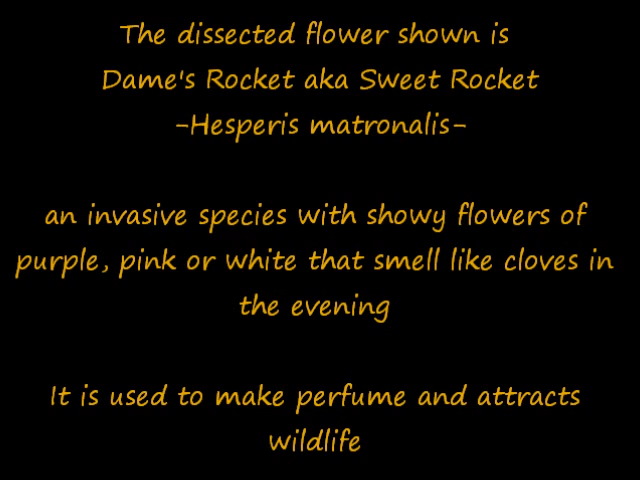 The dissected flower shown is
Dame's Rocket aka Sweet Rocket
-Hesperis matronalis-
an invasive species with showy flowers of
purple, pink or white that smell like cloves in
the evening
It is used to make perfume and attracts
wildlife